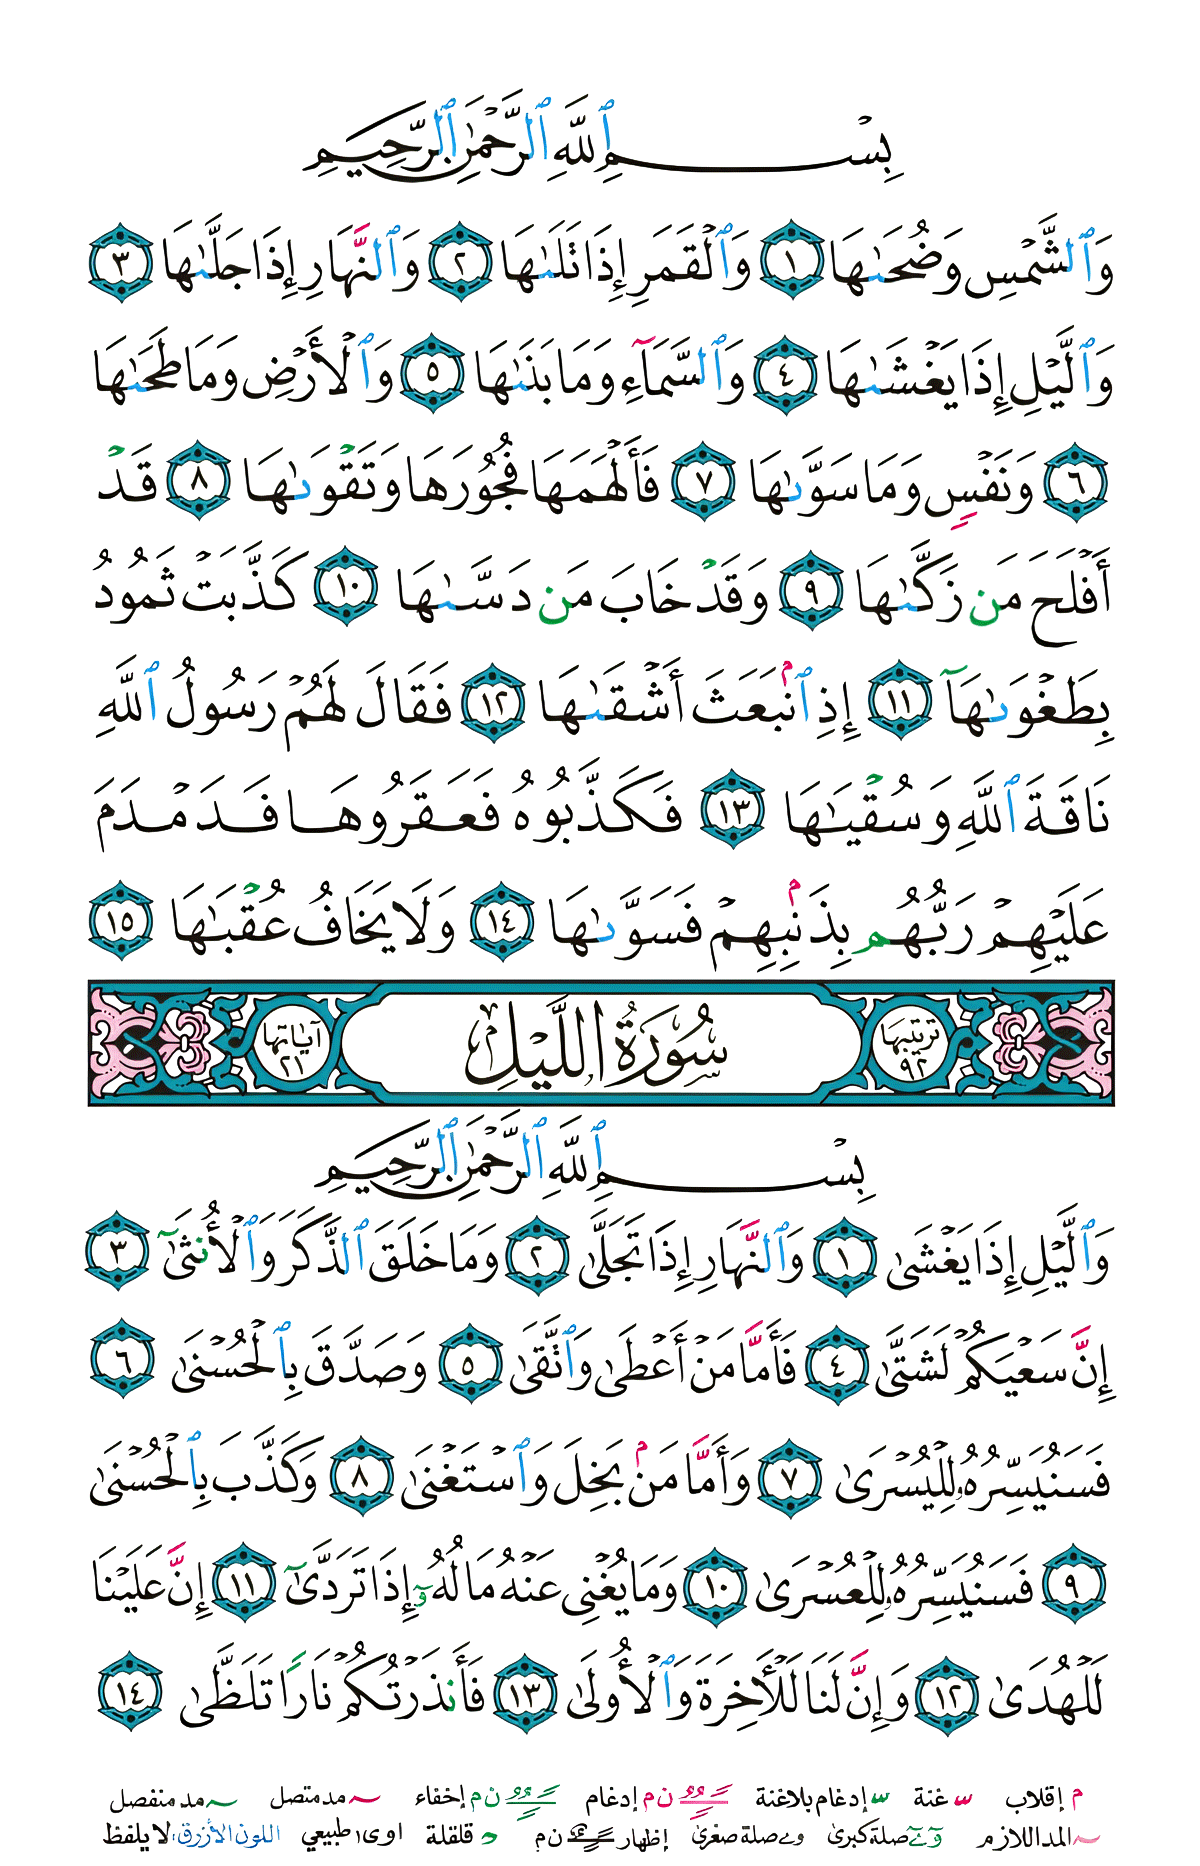 بِسْمِ ٱللَّهِ ٱلرَّحْمَٰنِ ٱلرَّحِيمِ
وَٱلشَّمْسِ وَضُحَىٰهَا ١ وَٱلْقَمَرِ إِذَا تَلَىٰهَا ٢ وَٱلنَّهَارِ إِذَا جَلَّىٰهَا ٣
وَٱلَّيْلِ إِذَا يَغْشَىٰهَا ٤ وَٱلسَّمَآءِ وَمَا بَنَىٰهَا ٥ وَٱلْأَرْضِ وَمَا طَحَىٰهَا
٦ وَنَفْسٍ وَمَا سَوَّىٰهَا ٧ فَأَلْهَمَهَا فُجُورَهَا وَتَقْوَىٰهَا ٨ قَدْ
أَفْلَحَ مَن زَكَّىٰهَا ٩ وَقَدْ خَابَ مَن دَسَّىٰهَا ١٠ كَذَّبَتْ ثَمُودُ
بِطَغْوَىٰهَآ ١١ إِذِ ٱنۢبَعَثَ أَشْقَىٰهَا ١٢ فَقَالَ لَهُمْ رَسُولُ ٱللَّهِ
نَاقَةَ ٱللَّهِ وَسُقْيَٰهَا ١٣ فَكَذَّبُوهُ فَعَقَرُوهَا فَدَمْدَمَ
عَلَيْهِمْ رَبُّهُم بِذَنۢبِهِمْ فَسَوَّىٰهَا ١٤ وَلَا يَخَافُ عُقْبَٰهَا ١٥
ترتيبها ٩٢ سُورَةُ اللَّيْلِ آياتها ٢١
بِسْمِ ٱللَّهِ ٱلرَّحْمَٰنِ ٱلرَّحِيمِ
وَٱلَّيْلِ إِذَا يَغْشَىٰ ١ وَٱلنَّهَارِ إِذَا تَجَلَّىٰ ٢ وَمَا خَلَقَ ٱلذَّكَرَ وَٱلْأُنثَىٰٓ ٣
إِنَّ سَعْيَكُمْ لَشَتَّىٰ ٤ فَأَمَّا مَنْ أَعْطَىٰ وَٱتَّقَىٰ ٥ وَصَدَّقَ بِٱلْحُسْنَىٰ ٦
فَسَنُيَسِّرُهُۥ لِلْيُسْرَىٰ ٧ وَأَمَّا مَنۢ بَخِلَ وَٱسْتَغْنَىٰ ٨ وَكَذَّبَ بِٱلْحُسْنَىٰ
٩ فَسَنُيَسِّرُهُۥ لِلْعُسْرَىٰ ١٠ وَمَا يُغْنِى عَنْهُ مَالُهُۥٓ إِذَا تَرَدَّىٰٓ ١١ إِنَّ عَلَيْنَا
لَلْهُدَىٰ ١٢ وَإِنَّ لَنَا لَلْأَخِرَةَ وَٱلْأُولَىٰ ١٣ فَأَنذَرْتُكُمْ نَارًا تَلَظَّىٰ ١٤
م إقلاب غنة إدغام بلاغنة ن م إدغام ن م إخفاء مد متصل مد منفصل
المد اللازم صلة كبرى وے صلة صغرى إظهار ن م قلقلة اوى طبيعي اللون الأزرق: لا يلفظ